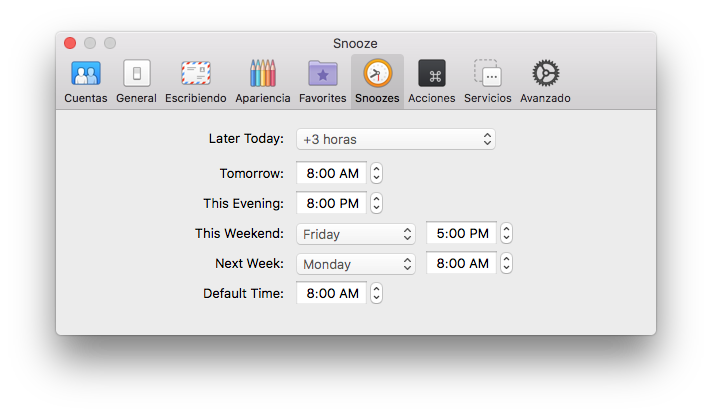 Snooze
Cuentas General Escribiendo Apariencia Favorites Snoozes Acciones Servicios Avanzado
Later Today: +3 horas
Tomorrow: 8:00 AM
This Evening: 8:00 PM
This Weekend: Friday 5:00 PM
Next Week: Monday 8:00 AM
Default Time: 8:00 AM